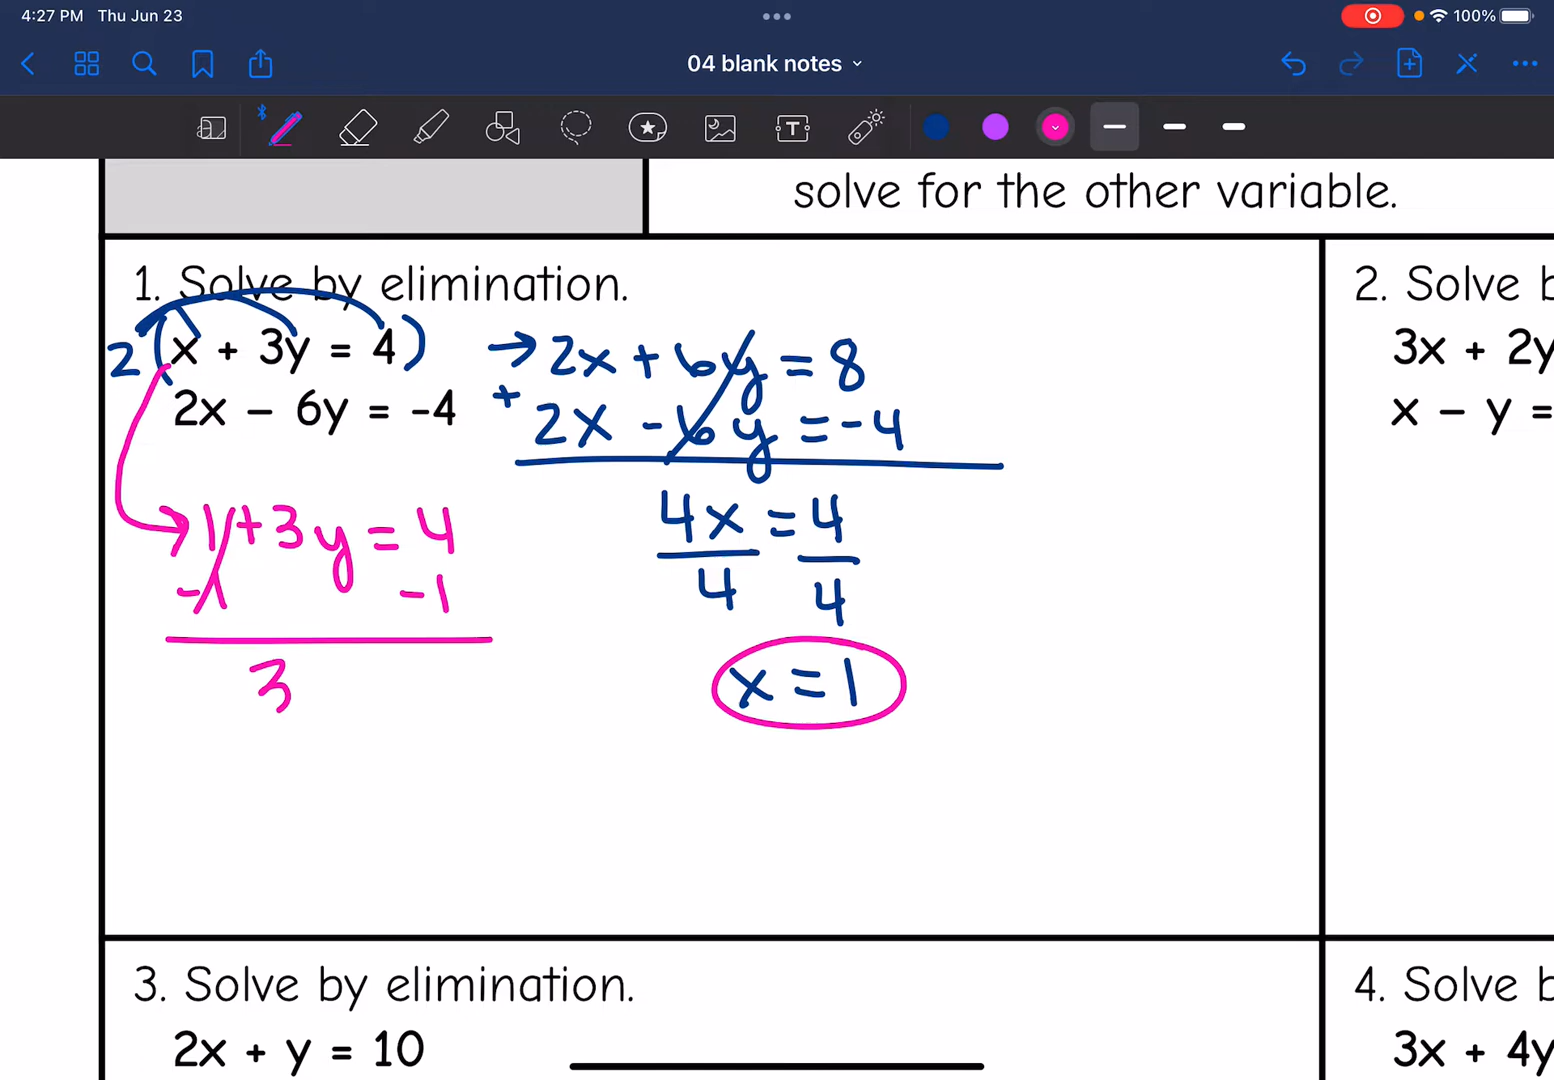 4:27 PM Thu Jun 23
100%
04 blank notes
T
solve for the other variable.
1. Solve by elimination.
2(x + 3y = 4)
2x - 6y = -4
→ 2x + 6y = 8
+ 2x - 6y = -4
4x = 4
4 4
x = 1
→ 1 + 3y = 4
-1 -1
3
2. Solve b
3x + 2y
x - y =
3. Solve by elimination.
2x + y = 10
4. Solve b
3x + 4y